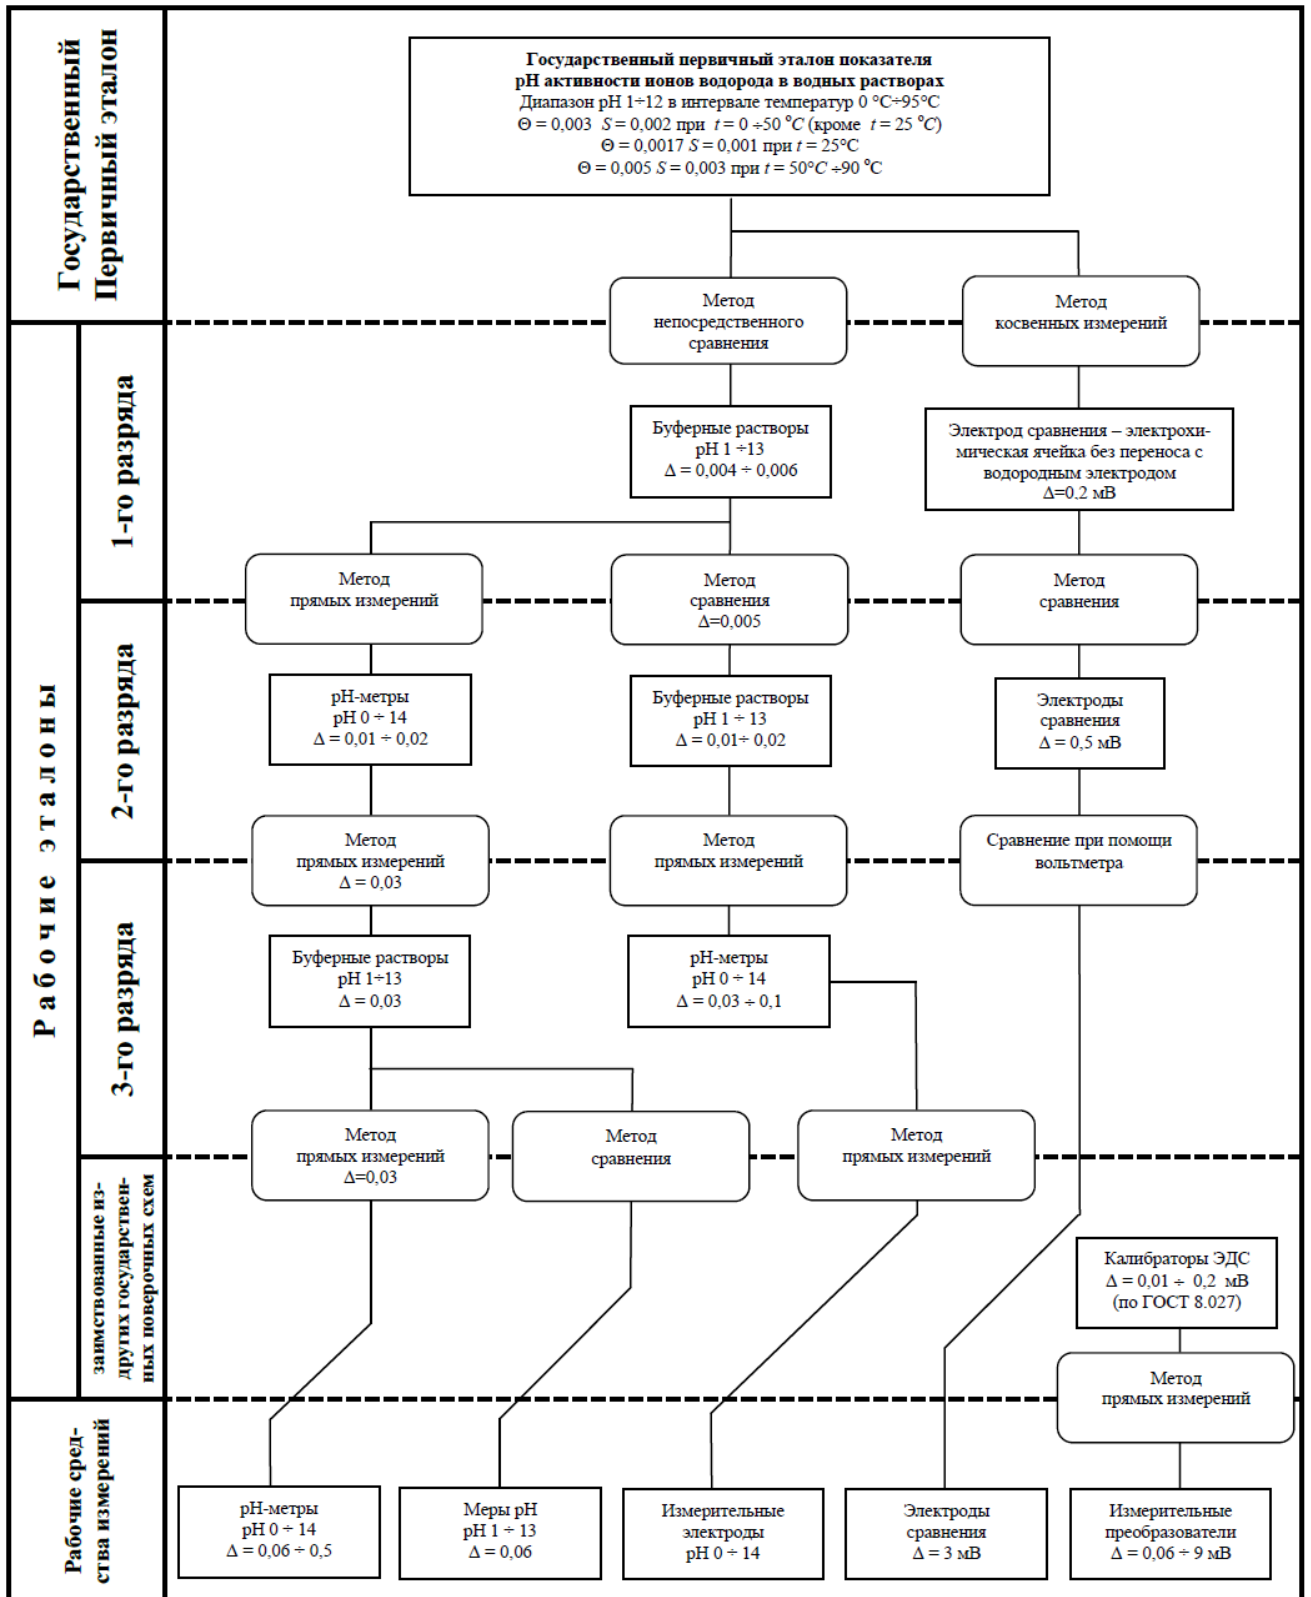 Государственный
Первичный эталон
Государственный первичный эталон показателя
pH активности ионов водорода в водных растворах
Диапазон pH 1÷12 в интервале температур 0 °C÷95°C
Θ = 0,003 S = 0,002 при t = 0 ÷50 °C (кроме t = 25 °C)
Θ = 0,0017 S = 0,001 при t = 25°C
Θ = 0,005 S = 0,003 при t = 50°C ÷90 °C
Метод
непосредственного
сравнения
Метод
косвенных измерений
Рабочие эталоны
1-го разряда
Буферные растворы
pH 1 ÷13
Δ = 0,004 ÷ 0,006
Электрод сравнения – электрохи-
мическая ячейка без переноса с
водородным электродом
Δ=0,2 мВ
Метод
прямых измерений
Метод
сравнения
Δ=0,005
Метод
сравнения
2-го разряда
pH-метры
pH 0 ÷ 14
Δ = 0,01 ÷ 0,02
Буферные растворы
pH 1 ÷ 13
Δ = 0,01÷ 0,02
Электроды
сравнения
Δ = 0,5 мВ
Метод
прямых измерений
Δ = 0,03
Метод
прямых измерений
Сравнение при помощи
вольтметра
3-го разряда
Буферные растворы
pH 1÷13
Δ = 0,03
pH-метры
pH 0 ÷ 14
Δ = 0,03 ÷ 0,1
Метод
прямых измерений
Δ=0,03
Метод
сравнения
Метод
прямых измерений
заимствованные из-
других государствен-
ных поверочных схем
Калибраторы ЭДС
Δ = 0,01 ÷ 0,2 мВ
(по ГОСТ 8.027)
Метод
прямых измерений
Рабочие сред-
ства измерений
pH-метры
pH 0 ÷ 14
Δ = 0,06 ÷ 0,5
Меры pH
pH 1 ÷ 13
Δ = 0,06
Измерительные
электроды
pH 0 ÷ 14
Электроды
сравнения
Δ = 3 мВ
Измерительные
преобразователи
Δ = 0,06 ÷ 9 мВ